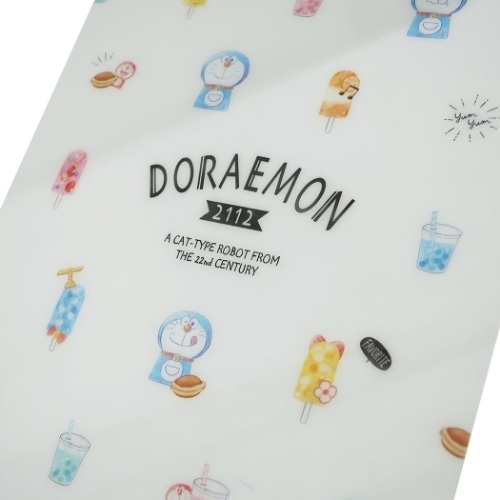 Yum
Yum
DORAEMON
2112
A CAT-TYPE ROBOT FROM
THE 22nd CENTURY
FAVORITE